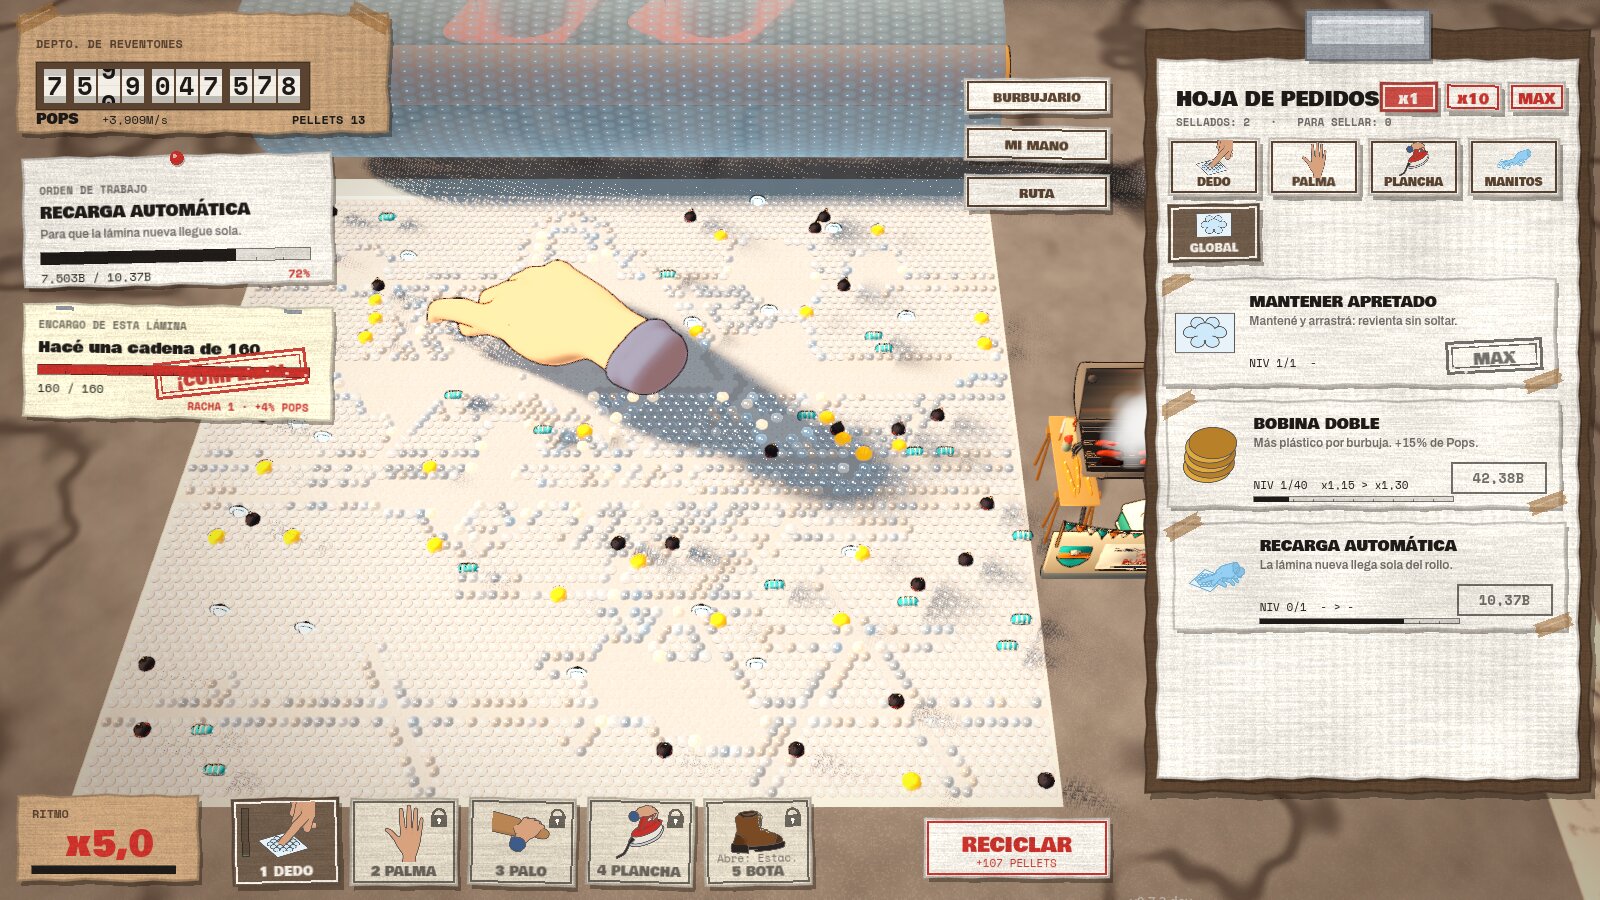 DEPTO. DE REVENTONES
7 5 9 047 578
POPS +3,909M/s PELLETS 13
ORDEN DE TRABAJO
RECARGA AUTOMÁTICA
Para que la lámina nueva llegue sola.
7,503B / 10,37B 72%
ENCARGO DE ESTA LÁMINA
Hacé una cadena de 160
160 / 160
RACHA 1 · +4% POPS
BURBUJARIO
MI MANO
RUTA
HOJA DE PEDIDOS x1 x10 MAX
SELLADOS: 2 · PARA SELLAR: 0
DEDO PALMA PLANCHA MANITOS
GLOBAL
MANTENER APRETADO
Mantené y arrastrá: revienta sin soltar.
NIV 1/1 -
MAX
BOBINA DOBLE
Más plástico por burbuja. +15% de Pops.
NIV 1/40 x1,15 > x1,30
42,38B
RECARGA AUTOMÁTICA
La lámina nueva llega sola del rollo.
NIV 0/1 - > -
10,37B
RITMO
x5,0
1 DEDO
2 PALMA
3 PALO
4 PLANCHA
Abre: Estac.
5 BOTA
RECICLAR
+107 PELLETS